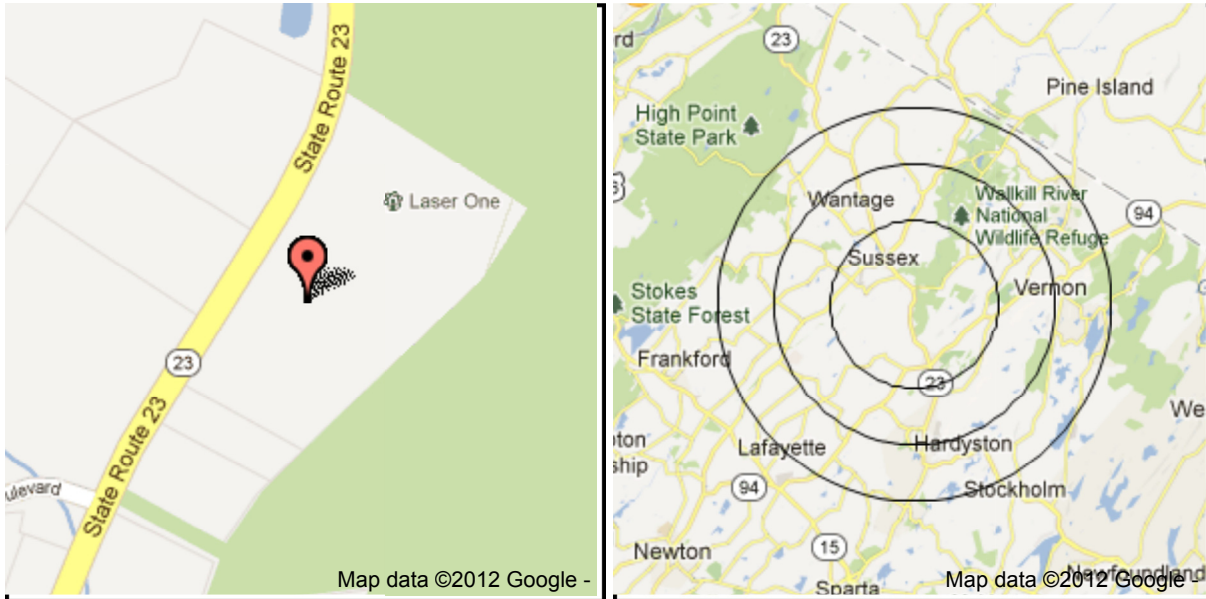 State Route 23
Laser One
23
State Route 23
ulevard
Map data ©2012 Google -
rd
23
Pine Island
High Point
State Park
Wantage
Wallkill River
National
Wildlife Refuge
94
Sussex
Vernon
Stokes
State Forest
Frankford
23
We
Lafayette
Hardyston
ton
ship
94
Stockholm
15
Newton
Newfoundland
Sparta
Map data ©2012 Google -